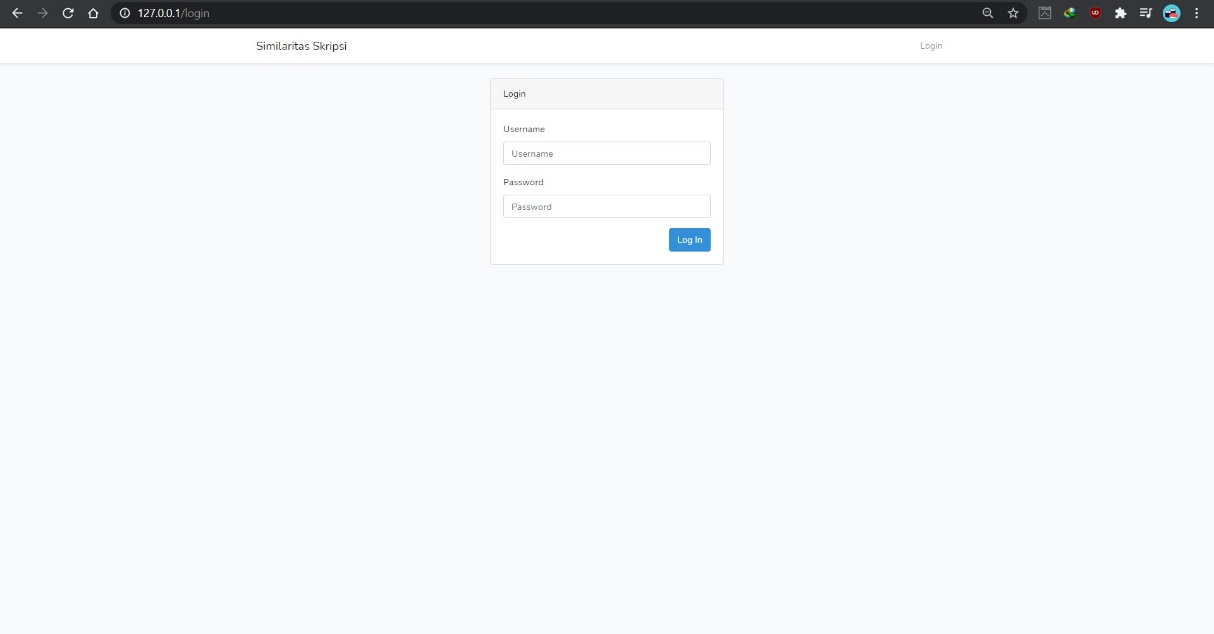 127.0.0.1/login
Similaritas Skripsi
Login
Login
Username
Username
Password
Password
Log In